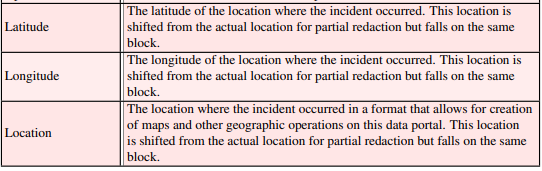 Latitude
The latitude of the location where the incident occurred. This location is
shifted from the actual location for partial redaction but falls on the same
block.
Longitude
The longitude of the location where the incident occurred. This location is
shifted from the actual location for partial redaction but falls on the same
block.
Location
The location where the incident occurred in a format that allows for creation
of maps and other geographic operations on this data portal. This location
is shifted from the actual location for partial redaction but falls on the same
block.